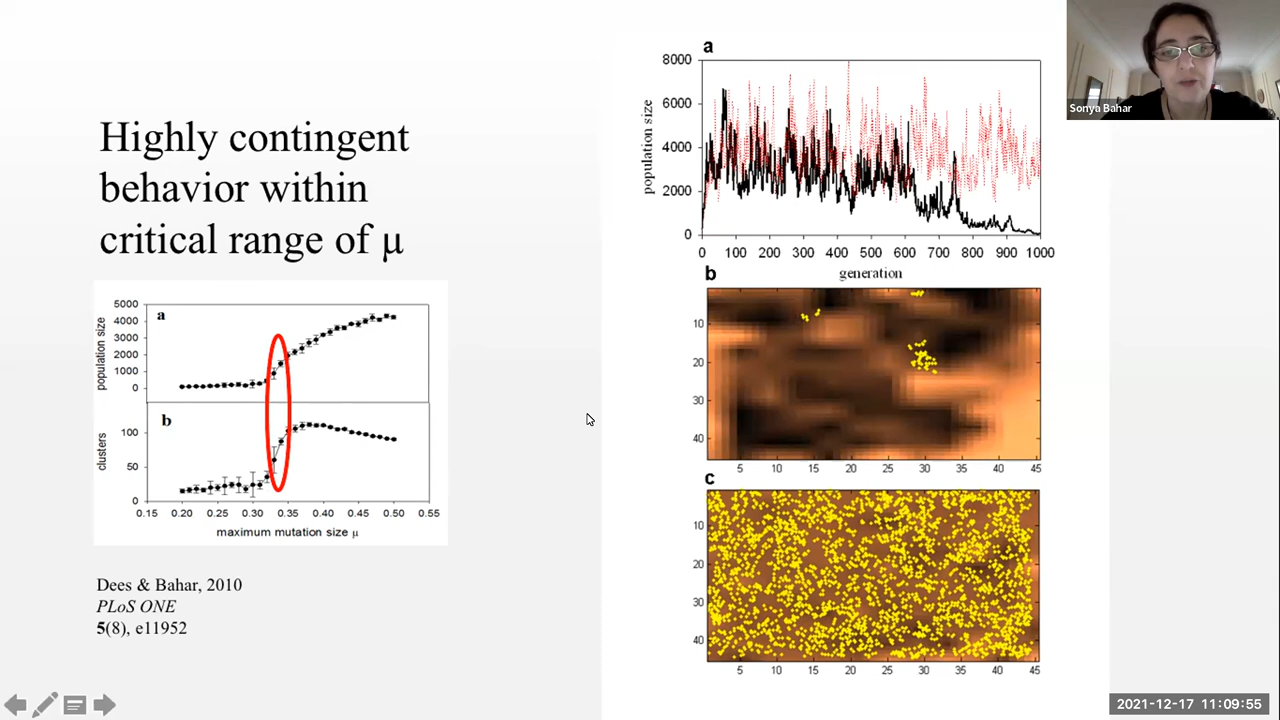 Highly contingent
behavior within
critical range of μ
a
population size
5000
4000
3000
2000
1000
0
b
clusters
100
50
0
0.15 0.20 0.25 0.30 0.35 0.40 0.45 0.50 0.55
maximum mutation size μ
Dees & Bahar, 2010
PLoS ONE
5(8), e11952
a
population size
8000
6000
4000
2000
0
0 100 200 300 400 500 600 700 800 900 1000
generation
b
10
20
30
40
5 10 15 20 25 30 35 40 45
c
10
20
30
40
5 10 15 20 25 30 35 40 45
Sonya Bahar
2021-12-17 11:09:55